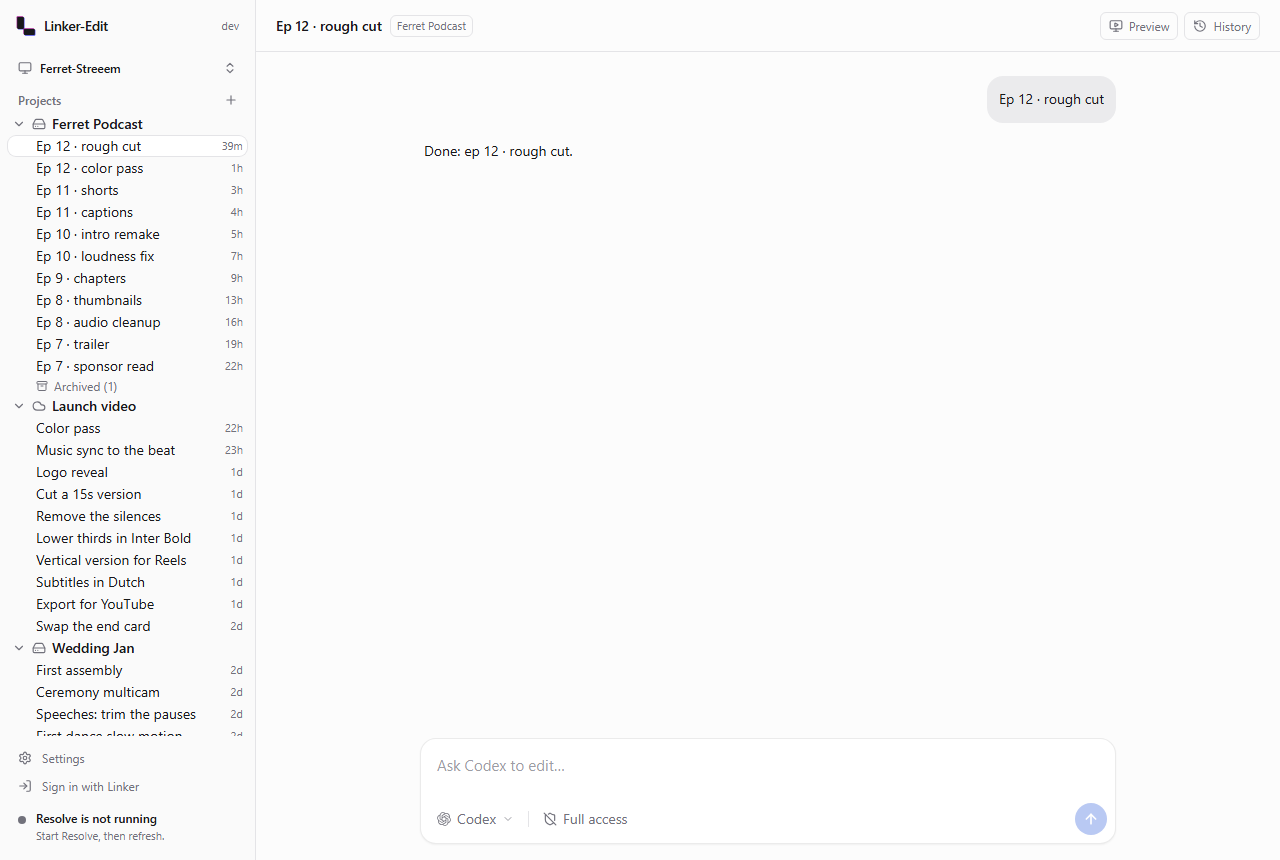 Linker-Edit dev
Ferret-Streeem
Projects
Ferret Podcast
Ep 12 · rough cut 39m
Ep 12 · color pass 1h
Ep 11 · shorts 3h
Ep 11 · captions 4h
Ep 10 · intro remake 5h
Ep 10 · loudness fix 7h
Ep 9 · chapters 9h
Ep 8 · thumbnails 13h
Ep 8 · audio cleanup 16h
Ep 7 · trailer 19h
Ep 7 · sponsor read 22h
Archived (1)
Launch video
Color pass 22h
Music sync to the beat 23h
Logo reveal 1d
Cut a 15s version 1d
Remove the silences 1d
Lower thirds in Inter Bold 1d
Vertical version for Reels 1d
Subtitles in Dutch 1d
Export for YouTube 1d
Swap the end card 2d
Wedding Jan
First assembly 2d
Ceremony multicam 2d
Speeches: trim the pauses 2d
First dance slow motion 2d
Settings
Sign in with Linker
Resolve is not running
Start Resolve, then refresh.
Ep 12 · rough cut Ferret Podcast
Preview History
Ep 12 · rough cut
Done: ep 12 · rough cut.
Ask Codex to edit...
Codex Full access